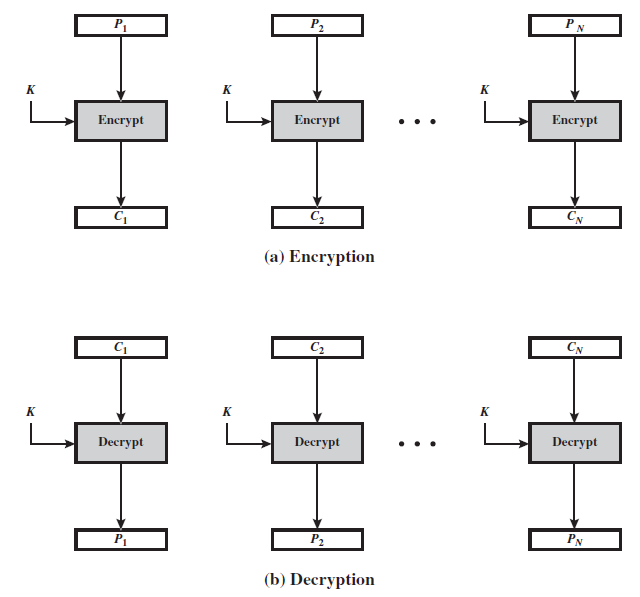 P1 P2 PN
K K K
Encrypt Encrypt • • • Encrypt
C1 C2 CN
(a) Encryption
C1 C2 CN
K K K
Decrypt Decrypt • • • Decrypt
P1 P2 PN
(b) Decryption